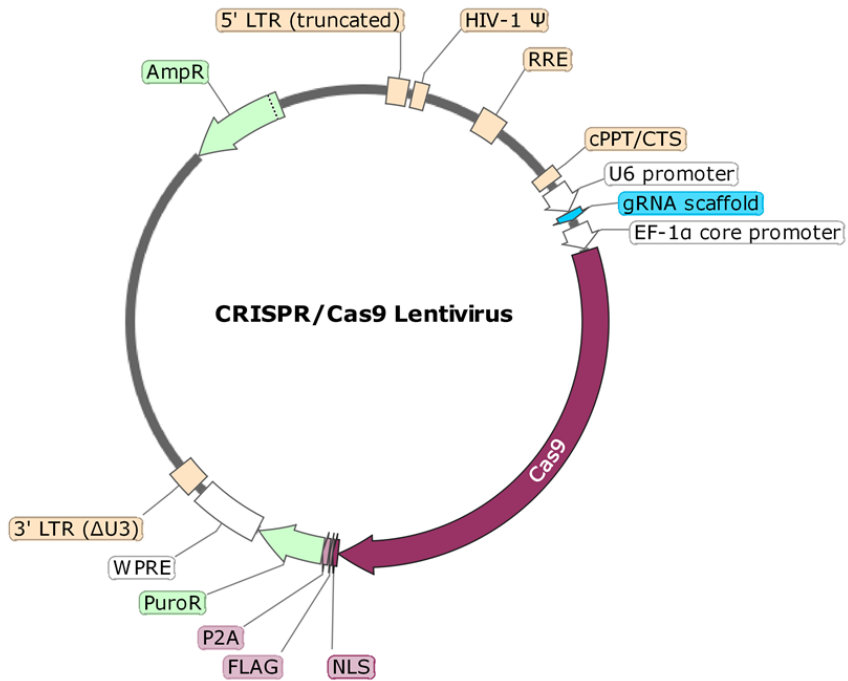 5' LTR (truncated)
HIV-1 Ψ
RRE
AmpR
cPPT/CTS
U6 promoter
gRNA scaffold
EF-1α core promoter
CRISPR/Cas9 Lentivirus
Cas9
3' LTR (ΔU3)
WPRE
PuroR
P2A
FLAG
NLS